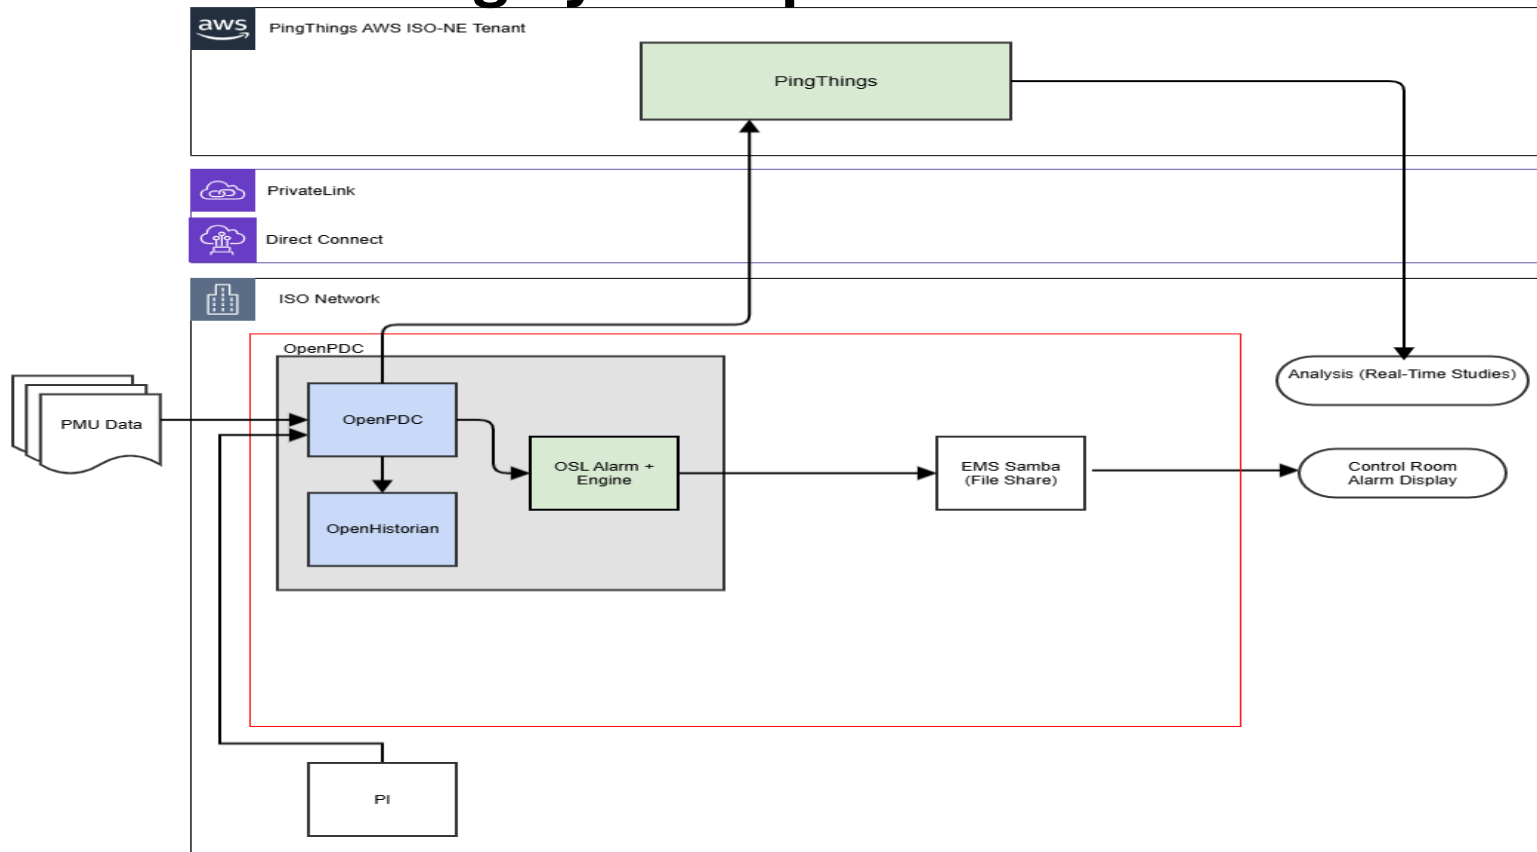 aws
PingThings AWS ISO-NE Tenant
PingThings
PrivateLink
Direct Connect
ISO Network
OpenPDC
Analysis (Real-Time Studies)
PMU Data
OpenPDC
OSL Alarm +
Engine
EMS Samba
(File Share)
Control Room
Alarm Display
OpenHistorian
PI